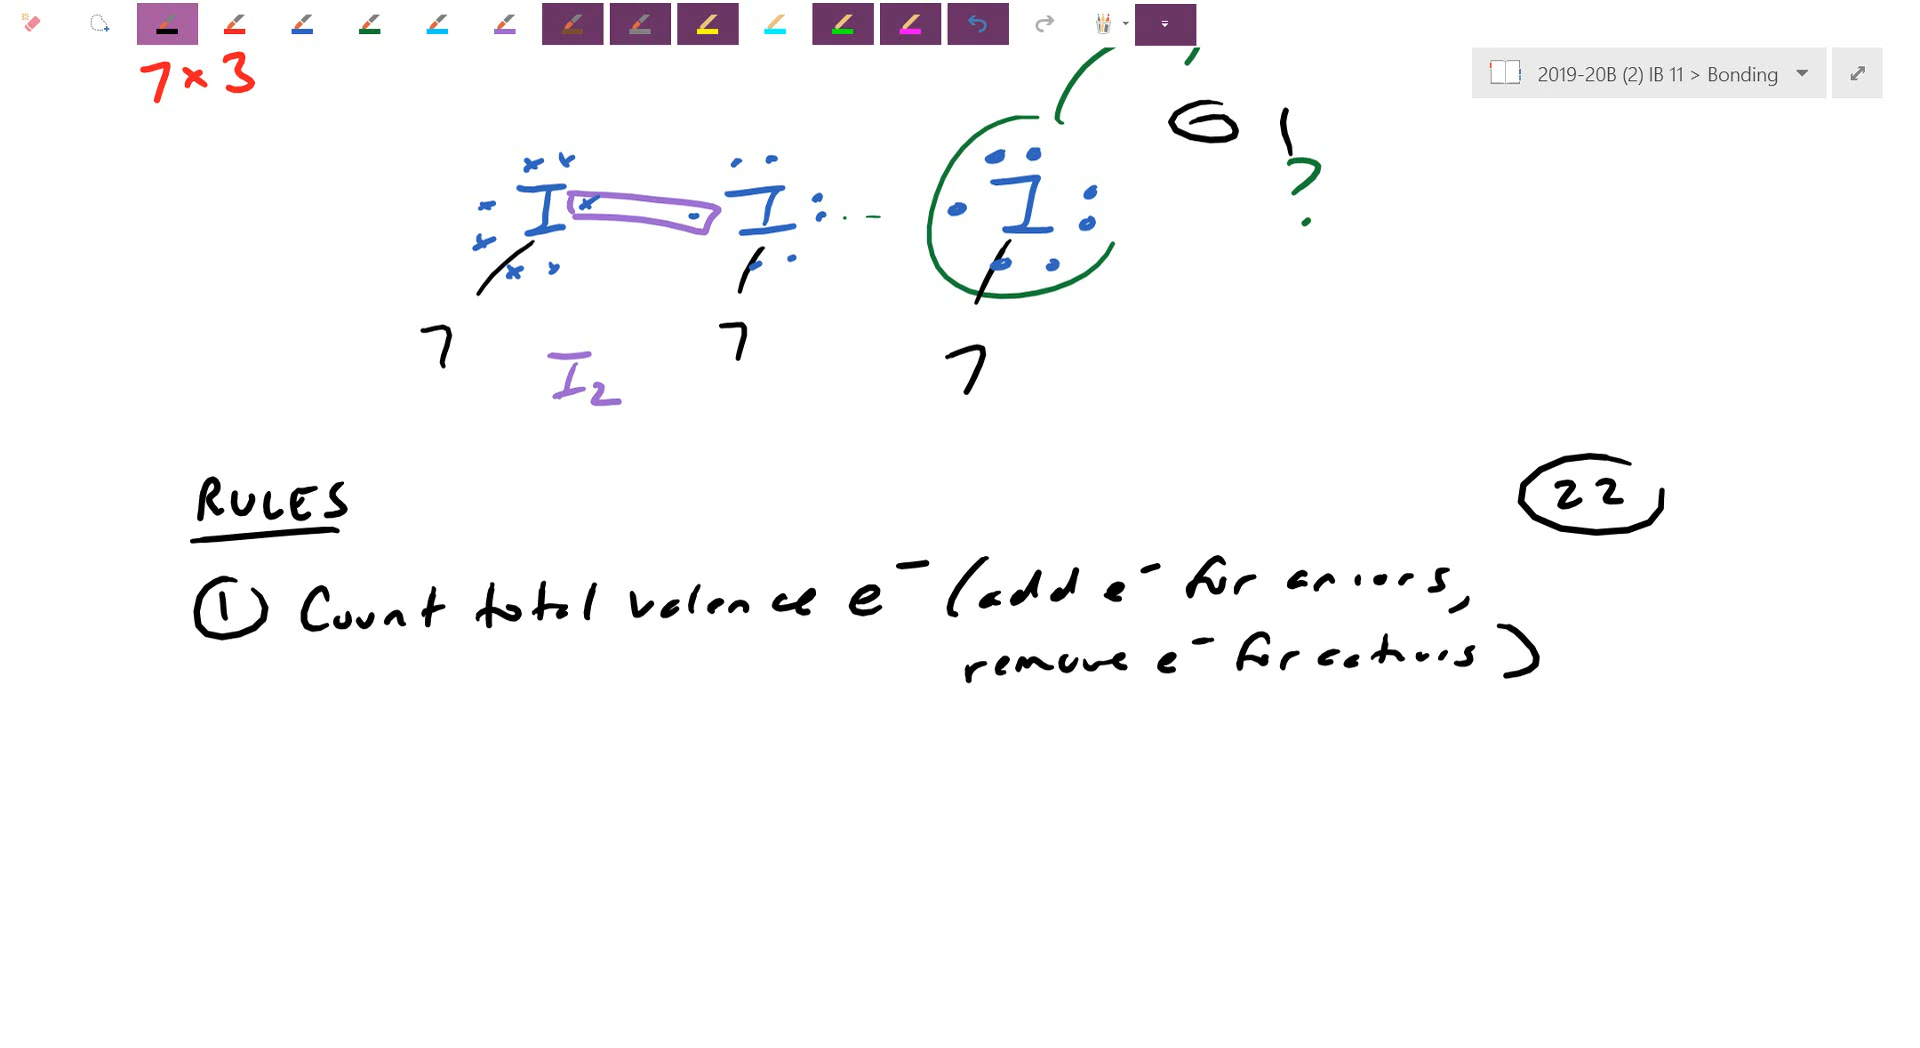 2019-20B (2) IB 11 > Bonding
7 × 3
I I I ?
7 7 7
I₂
RULES
22
① Count total valence e⁻ (add e⁻ for anions,
remove e⁻ for cations)